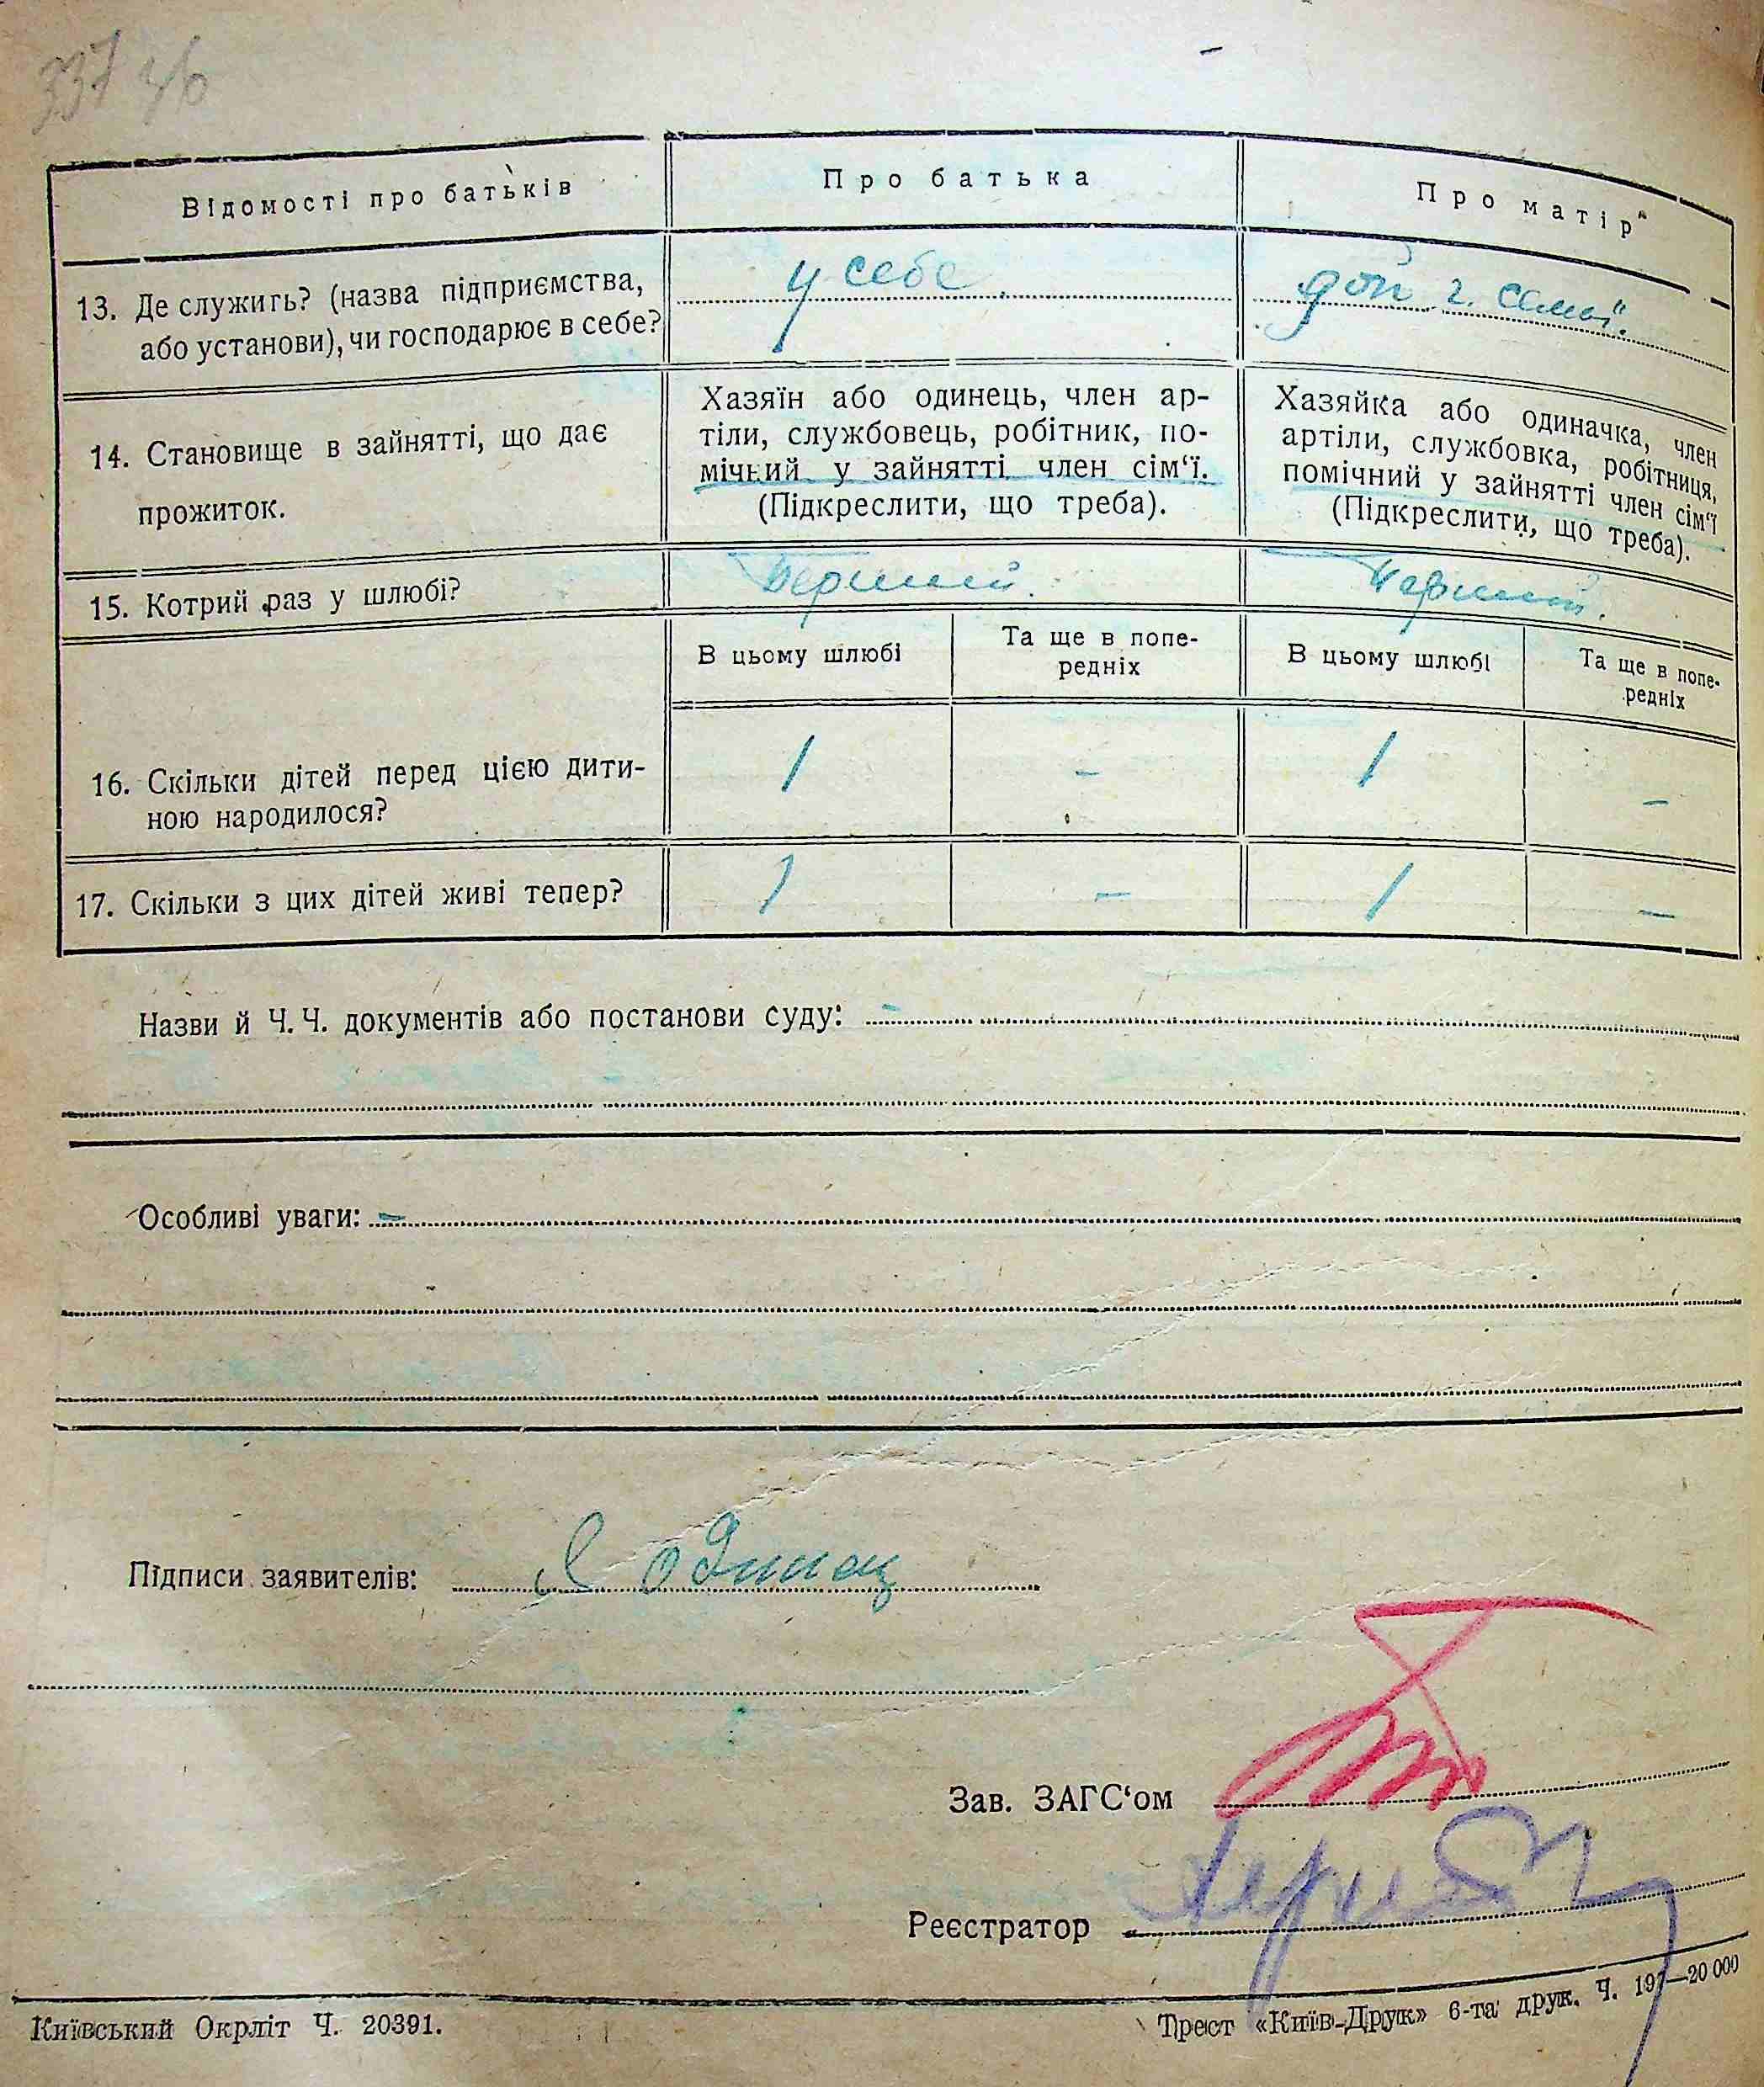 337 зв
Відомості про батьків
Про батька
Про матір
13. Де служить? (назва підприємства,
або установи), чи господарює в себе?
у себе
доп ч. семьї.
14. Становище в зайнятті, що дає
прожиток.
Хазяїн або одинець, член ар-
тіли, службовець, робітник, по-
мічний у зайнятті член сім‘ї.
(Підкреслити, що треба).
Хазяйка або одиначка, член
артіли, службовка, робітниця,
помічний у зайнятті член сім‘ї
(Підкреслити, що треба).
15. Котрий раз у шлюбі?
Перший.
Перший.
В цьому шлюбі
Та ще в попе-
редніх
В цьому шлюбі
Та ще в попе-
редніх
16. Скільки дітей перед цією дити-
ною народилося?
1 - 1 -
17. Скільки з цих дітей живі тепер?
1 - 1 -
Назви й Ч. Ч. документів або постанови суду: -
Особливі уваги: -
Підписи заявителів: Я одинец
Зав. ЗАГС‘ом
Реєстратор
Київський Окрліт Ч. 20391.
Трест «Київ-Друк» 6-та друк. Ч. 197—20 000